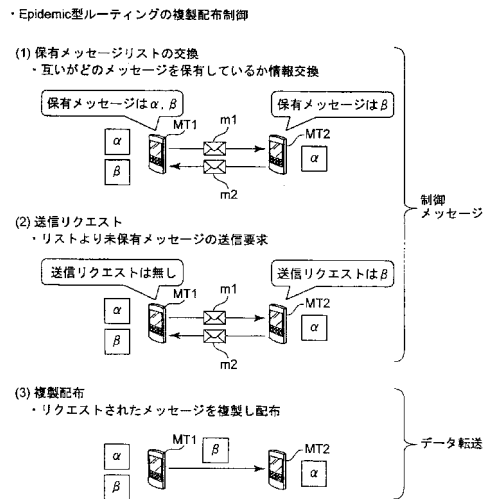 ・Epidemic型ルーティングの複製配布制御
(1) 保有メッセージリストの交換
・互いがどのメッセージを保有しているか情報交換
保有メッセージはα, β
保有メッセージはβ
MT1
m1
MT2
α
β
α
m2
制御
メッセージ
(2) 送信リクエスト
・リストより未保有メッセージの送信要求
送信リクエストは無し
送信リクエストはβ
MT1
m1
MT2
α
β
α
m2
(3) 複製配布
・リクエストされたメッセージを複製し配布
MT1
β
MT2
α
β
α
データ転送